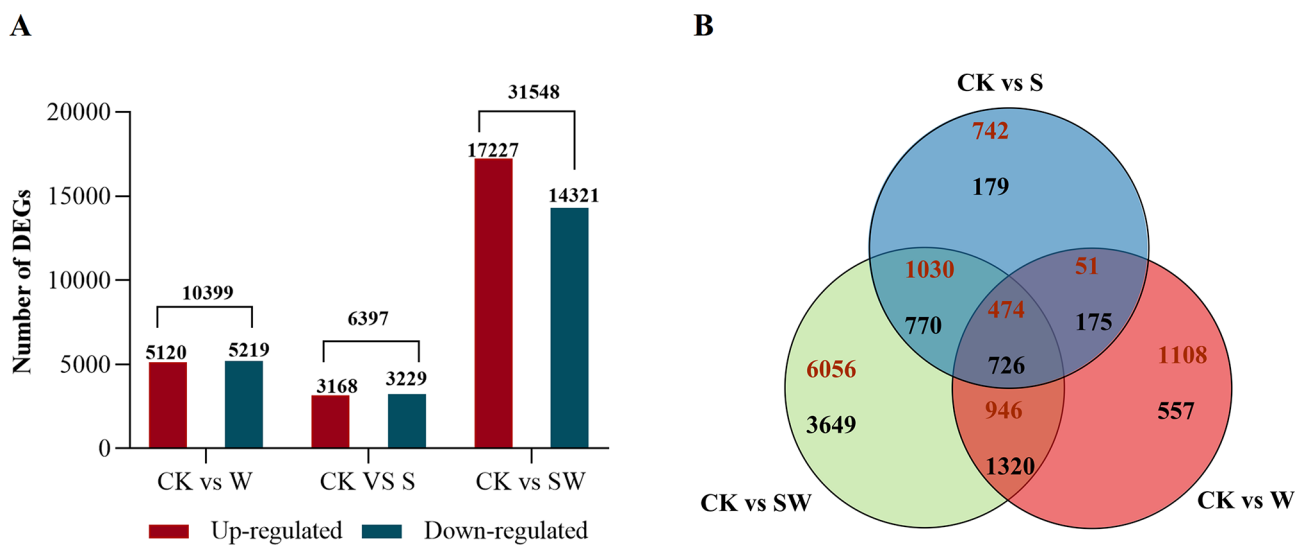 A
Number of DEGs
20000
15000
10000
5000
0
10399
5120
5219
6397
3168
3229
31548
17227
14321
CK vs W
CK VS S
CK vs SW
Up-regulated
Down-regulated
B
CK vs S
742
179
1030
51
770
474
175
726
6056
1108
3649
946
557
1320
CK vs SW
CK vs W